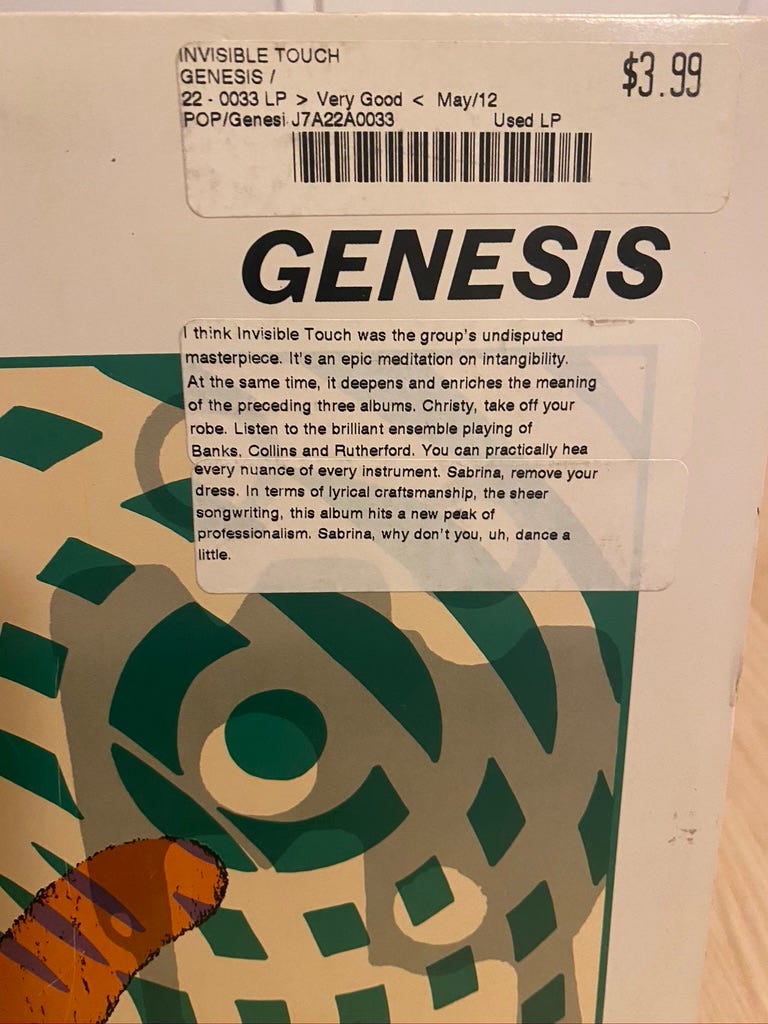 INVISIBLE TOUCH
GENESIS /
$3.99
22 - 0033 LP > Very Good < May/12
POP/Genesi J7A22A0033 Used LP
GENESIS
I think Invisible Touch was the group's undisputed
masterpiece. It's an epic meditation on intangibility.
At the same time, it deepens and enriches the meaning
of the preceding three albums. Christy, take off your
robe. Listen to the brilliant ensemble playing of
Banks, Collins and Rutherford. You can practically hea
every nuance of every instrument. Sabrina, remove your
dress. In terms of lyrical craftsmanship, the sheer
songwriting, this album hits a new peak of
professionalism. Sabrina, why don't you, uh, dance a
little.